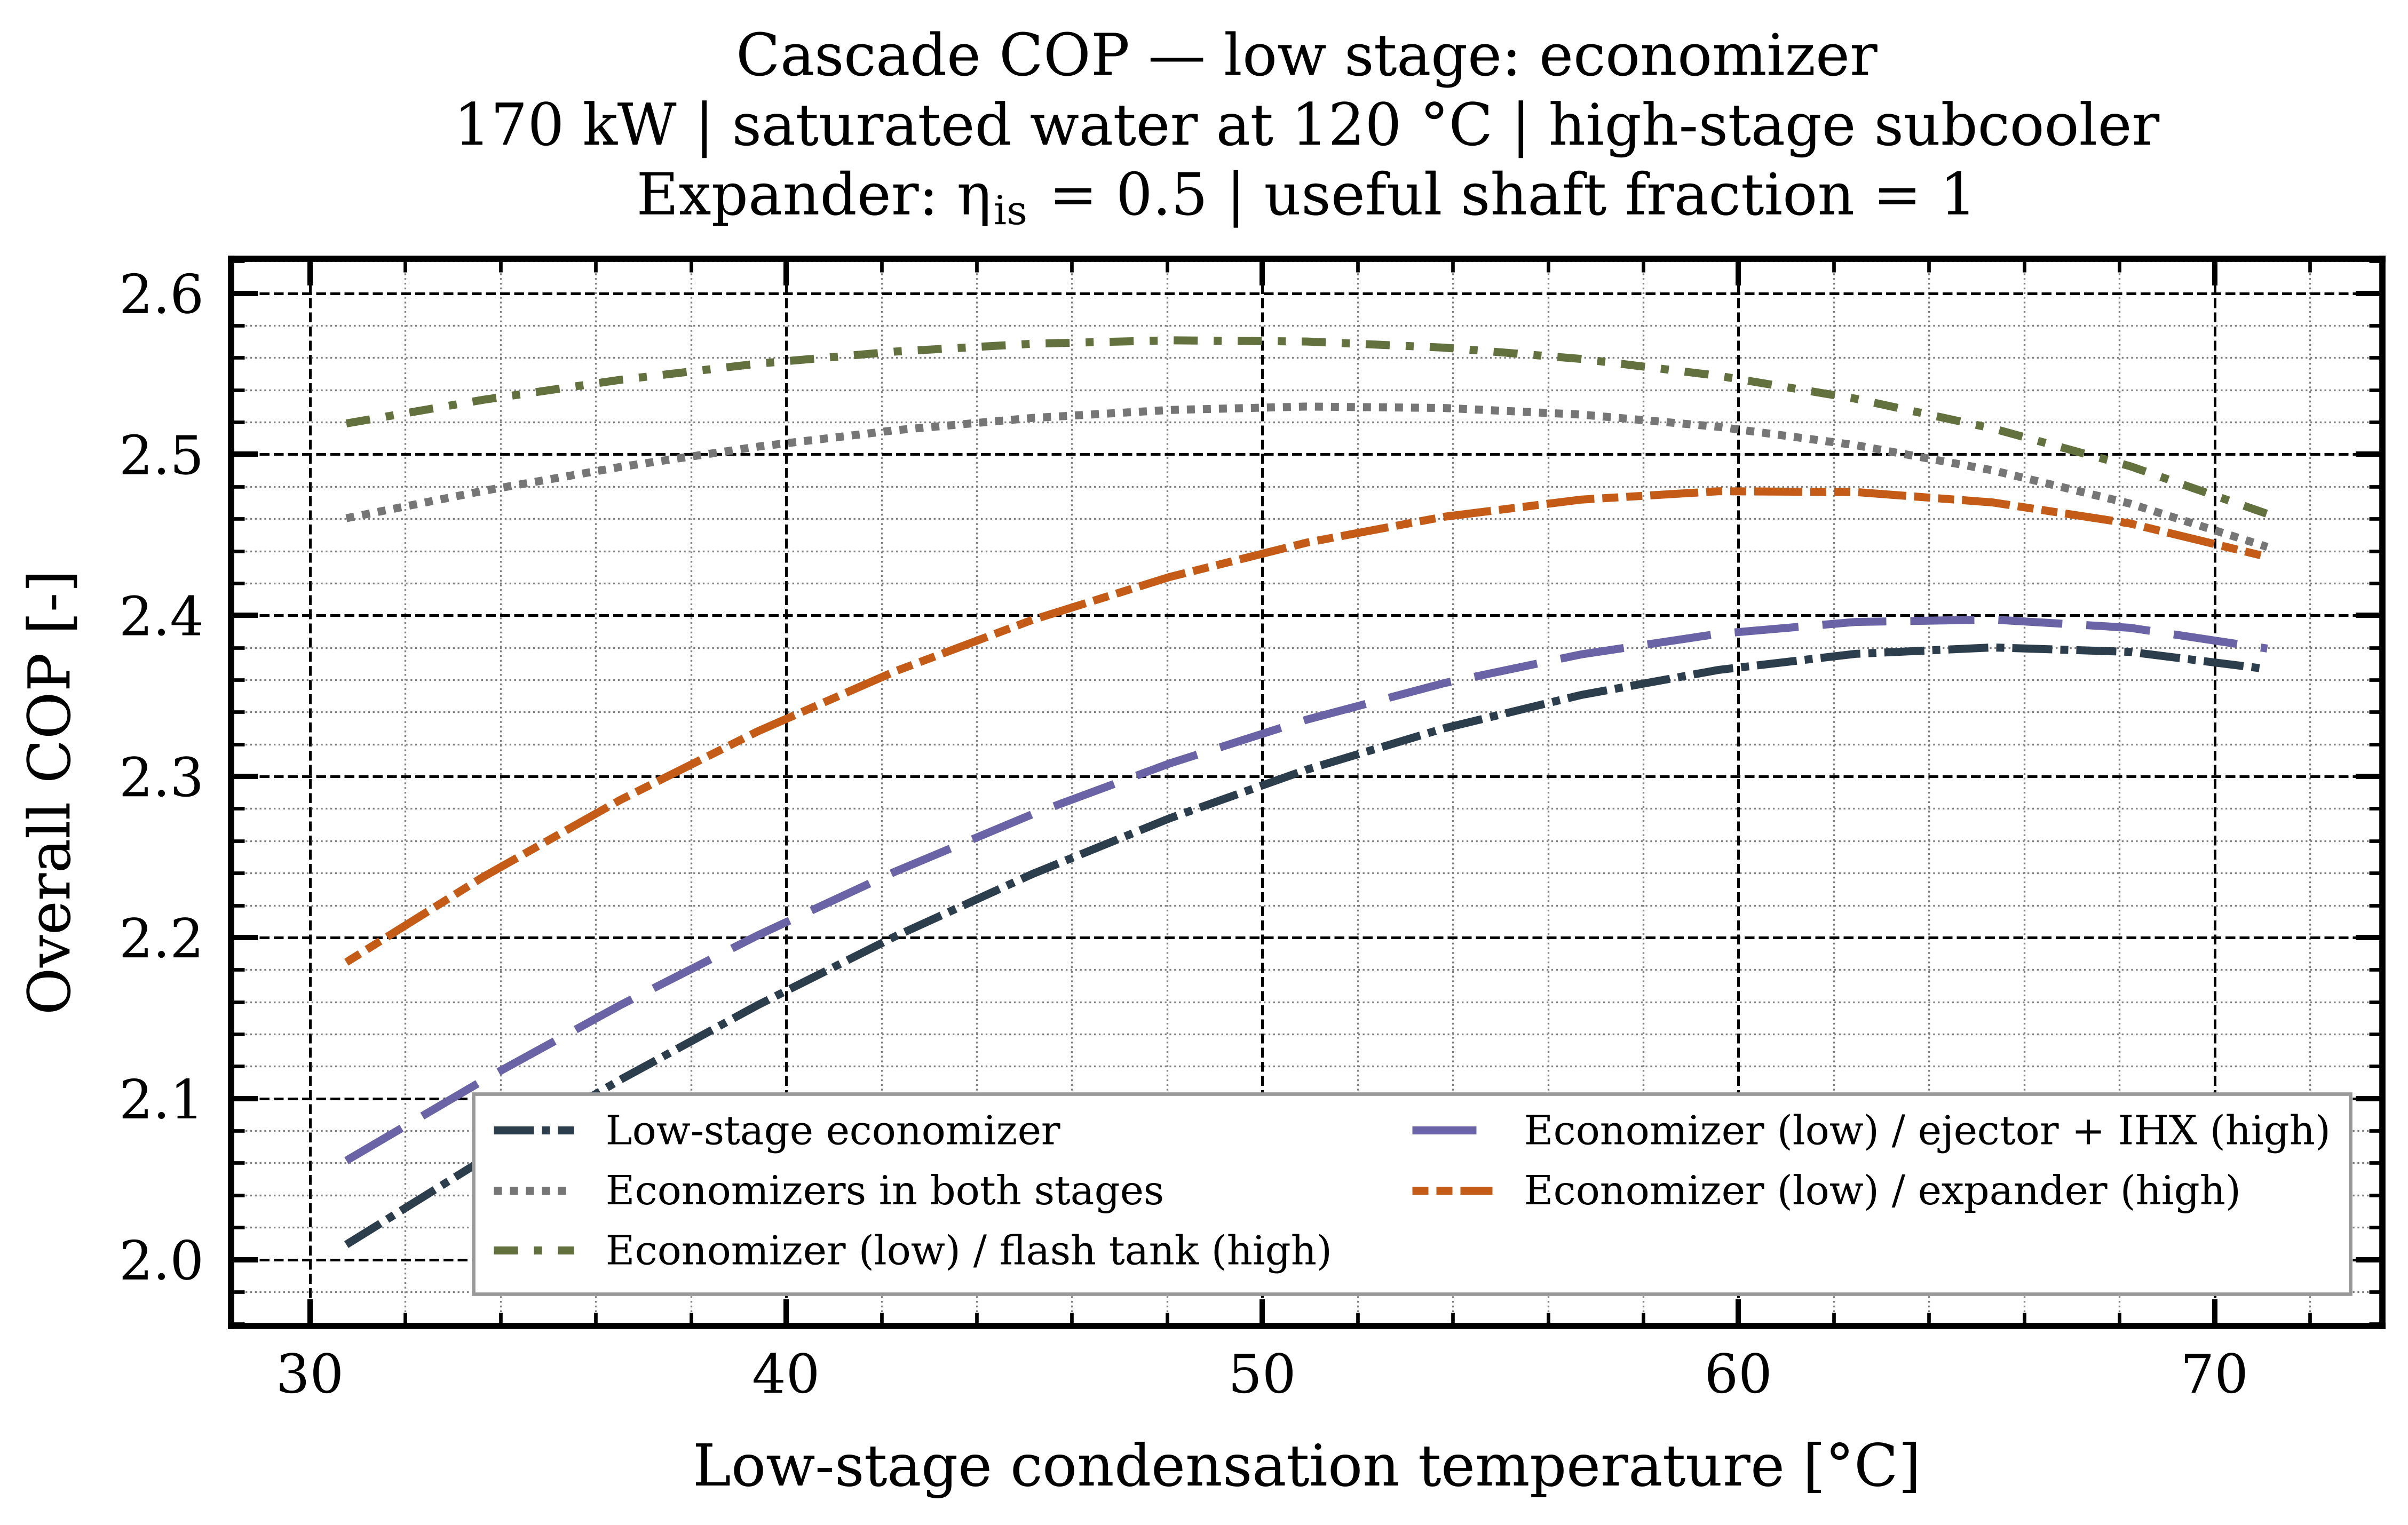 Cascade COP — low stage: economizer
170 kW | saturated water at 120 °C | high-stage subcooler
Expander: ηis = 0.5 | useful shaft fraction = 1
Overall COP [-]
2.6
2.5
2.4
2.3
2.2
2.1
2.0
Low-stage economizer
Economizers in both stages
Economizer (low) / flash tank (high)
Economizer (low) / ejector + IHX (high)
Economizer (low) / expander (high)
30 40 50 60 70
Low-stage condensation temperature [°C]